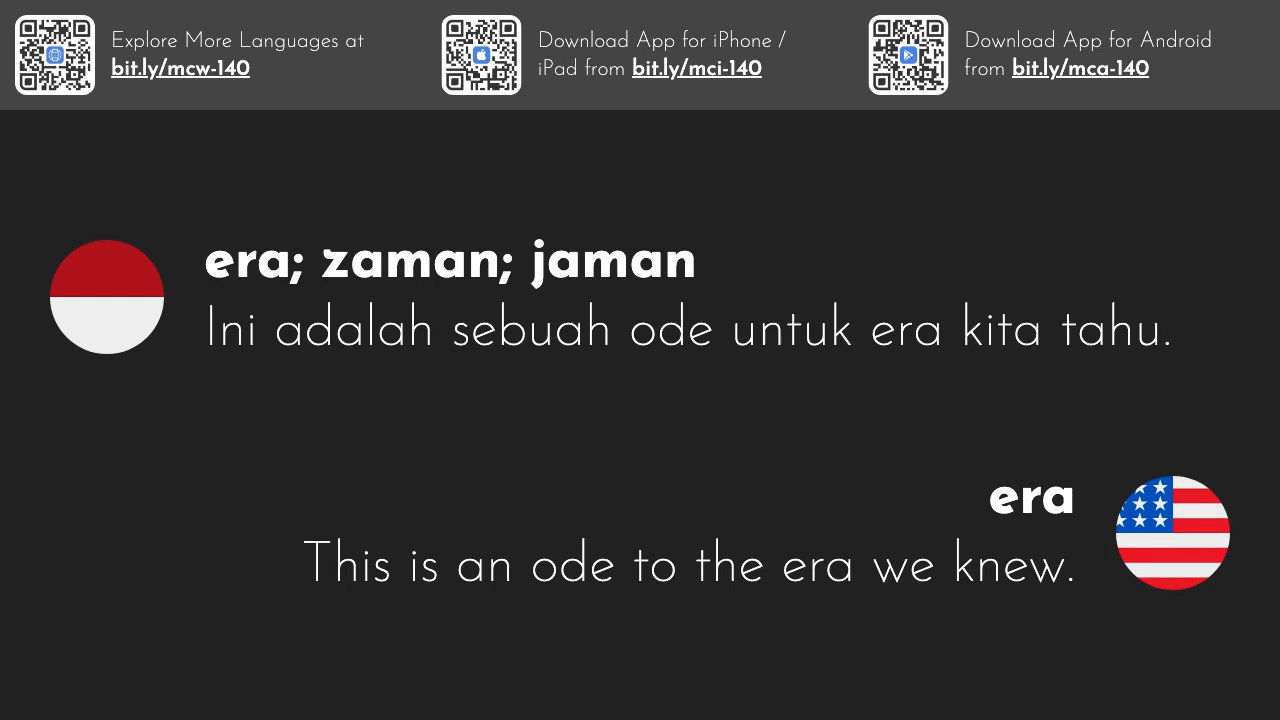 Explore More Languages at
bit.ly/mcw-140
Download App for iPhone /
iPad from bit.ly/mci-140
Download App for Android
from bit.ly/mca-140
era; zaman; jaman
Ini adalah sebuah ode untuk era kita tahu.
era
This is an ode to the era we knew.